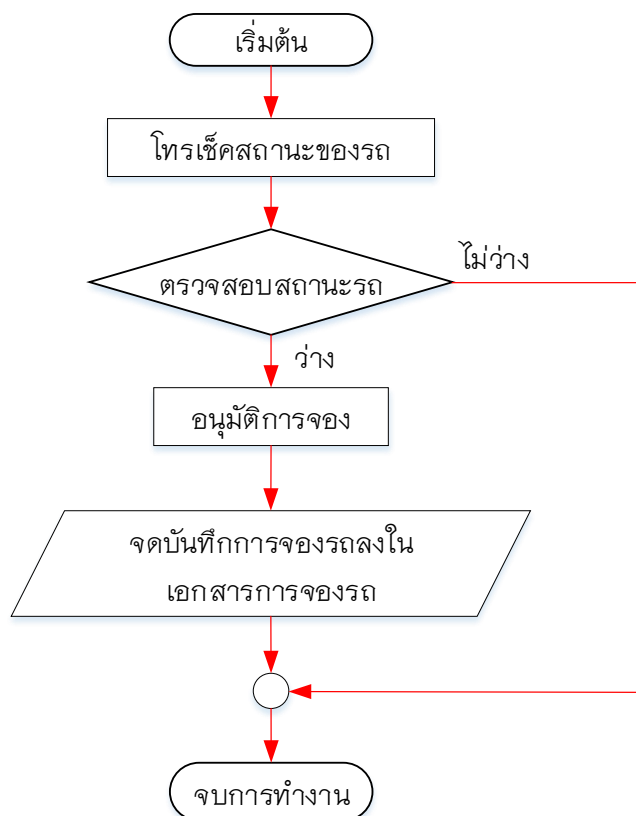 เริ่มต้น
โทรเช็คสถานะของรถ
ตรวจสอบสถานะรถ
ไม่ว่าง
ว่าง
อนุมัติการจอง
จดบันทึกการจองรถลงใน
เอกสารการจองรถ
จบการทำงาน